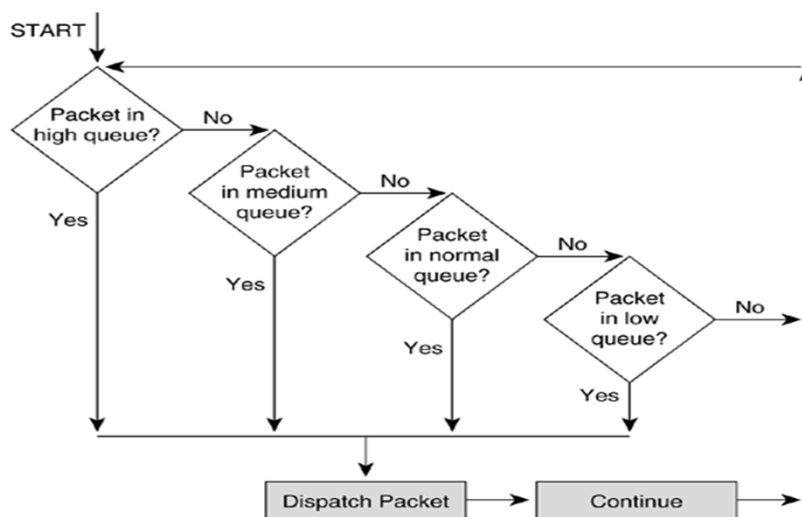 START
Packet in
high queue?
No
Yes
Packet
in medium
queue?
No
Yes
Packet
in normal
queue?
No
Yes
Packet
in low
queue?
No
Yes
Dispatch Packet
Continue